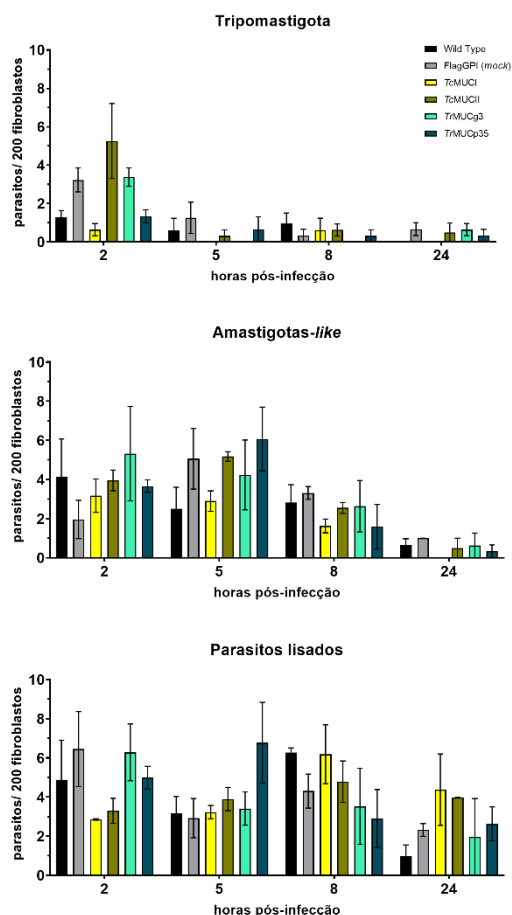 Tripomastigota
10
8
6
4
2
0
parasitos/ 200 fibroblastos
Wild Type
FlagGPI (mock)
TcMUCI
TcMUCII
TrMUCg3
TrMUCp35
2 5 8 24
horas pós-infecção
Amastigotas-like
10
8
6
4
2
0
parasitos/ 200 fibroblastos
2 5 8 24
horas pós-infecção
Parasitos lisados
10
8
6
4
2
0
parasitos/ 200 fibroblastos
2 5 8 24
horas pós-infecção